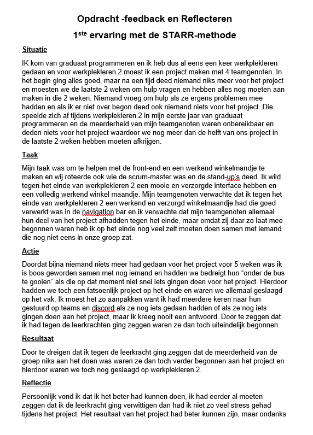 Opdracht -feedback en Reflecteren
1ste ervaring met de STARR-methode
Situatie
IK kom van graduaat programmeren en ik heb dus al eens een keer werkplekleren
gedaan en voor werkplekleren 2 moest ik een project maken met 4 teamgenoten. In
het begin ging alles goed, maar na een tijd deed niemand niks meer voor het project
en moesten we de laatste 2 weken om hulp vragen en hebben alles nog moeten aan
maken in die 2 weken. Niemand vroeg om hulp als ze ergens problemen mee
hadden en als ik er niet over begon deed ook niemand niets voor het project. Die
speelde zich af tijdens werkplekleren 2 in mijn eerste jaar van graduaat
programmeren en de meerderheid van mijn teamgenoten waren onbereikbaar en
deden niets voor het project waardoor we nog meer dan de helft van ons project in
de laatste 2 weken hebben moeten afkrijgen.
Taak
Mijn taak was om te helpen met de front-end en een werkend winkelmandje te
maken en wij roteerde ook wie de scrum-master was en de stand-up's deed. Ik wild
tegen het einde van werkplekleren 2 een mooie en verzorgde interface hebben en
een volledig werkend winkel maandje. Mijn teamgenoten verwachte dat ik tegen het
einde van werkplekleren 2 een werkend en verzorgd winkelmandje had die goed
verwerkt was in de navigation bar en ik verwachte dat mijn teamgenoten allemaal
hun deel van het project afhadden tegen het einde, maar omdat zij daar zo laat mee
begonnen waren heb ik op het einde nog veel zelf moeten doen samen met iemand
die nog niet eens in onze groep zat.
Actie
Doordat bijna niemand niets meer had gedaan voor het project voor 5 weken was ik
is boos geworden samen met nog iemand en hadden we bedreigt hun "onder de bus
te gooien" als die op dat moment niet snel iets gingen doen voor het project. Hierdoor
hadden we toch een fatsoenlijk project op het einde en waren we allemaal geslaagd
op het vak. Ik moest het zo aanpakken want ik had meerdere keren naar hun
gestuurd op teams en discord als ze nog iets gedaan hadden of als ze nog iets
gingen doen aan het project, maar ik kreeg nooit een antwoord. Door te zeggen dat
ik had tegen de leerkrachten ging zeggen waren ze dan toch uiteindelijk begonnen.
Resultaat
Door te dreigen dat ik tegen de leerkracht ging zeggen dat de meerderheid van de
groep niks aan het doen was waren ze dan toch verder begonnen aan het project en
hierdoor waren we toch nog geslaagd op werkplekleren 2.
Reflectie
Persoonlijk vond ik dat ik het beter had kunnen doen, ik had eerder al moeten
zeggen dat ik de leerkracht ging verwittigen dan had ik niet zo veel stress gehad
tijdens het project. Het resultaat van het project had beter kunnen zijn, maar ondanks